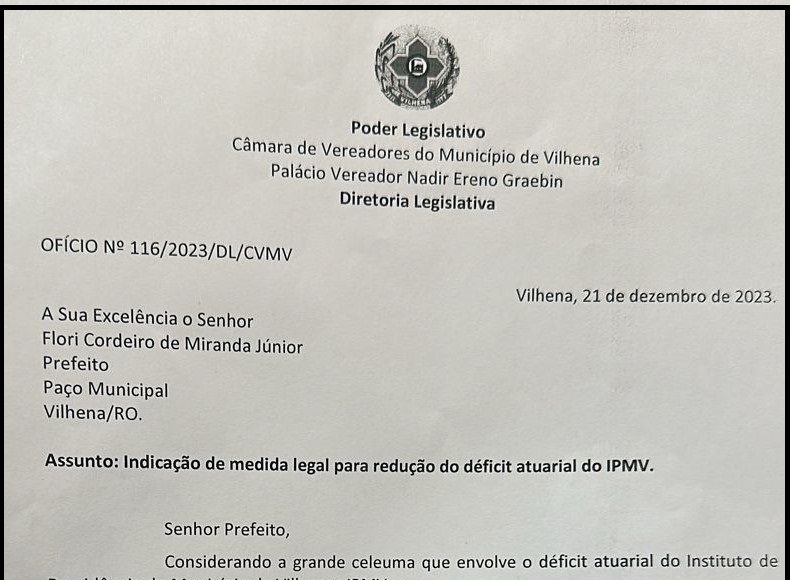 VILHENA
Poder Legislativo
Câmara de Vereadores do Município de Vilhena
Palácio Vereador Nadir Ereno Graebin
Diretoria Legislativa
OFÍCIO Nº 116/2023/DL/CVMV
Vilhena, 21 de dezembro de 2023.
A Sua Excelência o Senhor
Flori Cordeiro de Miranda Júnior
Prefeito
Paço Municipal
Vilhena/RO.
Assunto: Indicação de medida legal para redução do déficit atuarial do IPMV.
Senhor Prefeito,
Considerando a grande celeuma que envolve o déficit atuarial do Instituto de